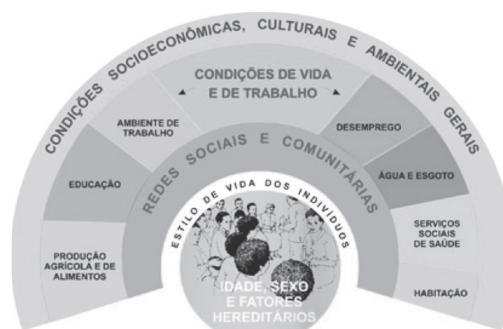 CONDIÇÕES SOCIOECONÔMICAS, CULTURAIS E AMBIENTAIS GERAIS
CONDIÇÕES DE VIDA
E DE TRABALHO
AMBIENTE DE
TRABALHO
DESEMPREGO
REDES SOCIAIS E COMUNITÁRIAS
EDUCAÇÃO
ÁGUA E ESGOTO
ESTILO DE VIDA DOS INDIVÍDUOS
SERVIÇOS
SOCIAIS
DE SAÚDE
PRODUÇÃO
AGRÍCOLA E DE
ALIMENTOS
HABITAÇÃO
IDADE, SEXO
E FATORES
HEREDITÁRIOS